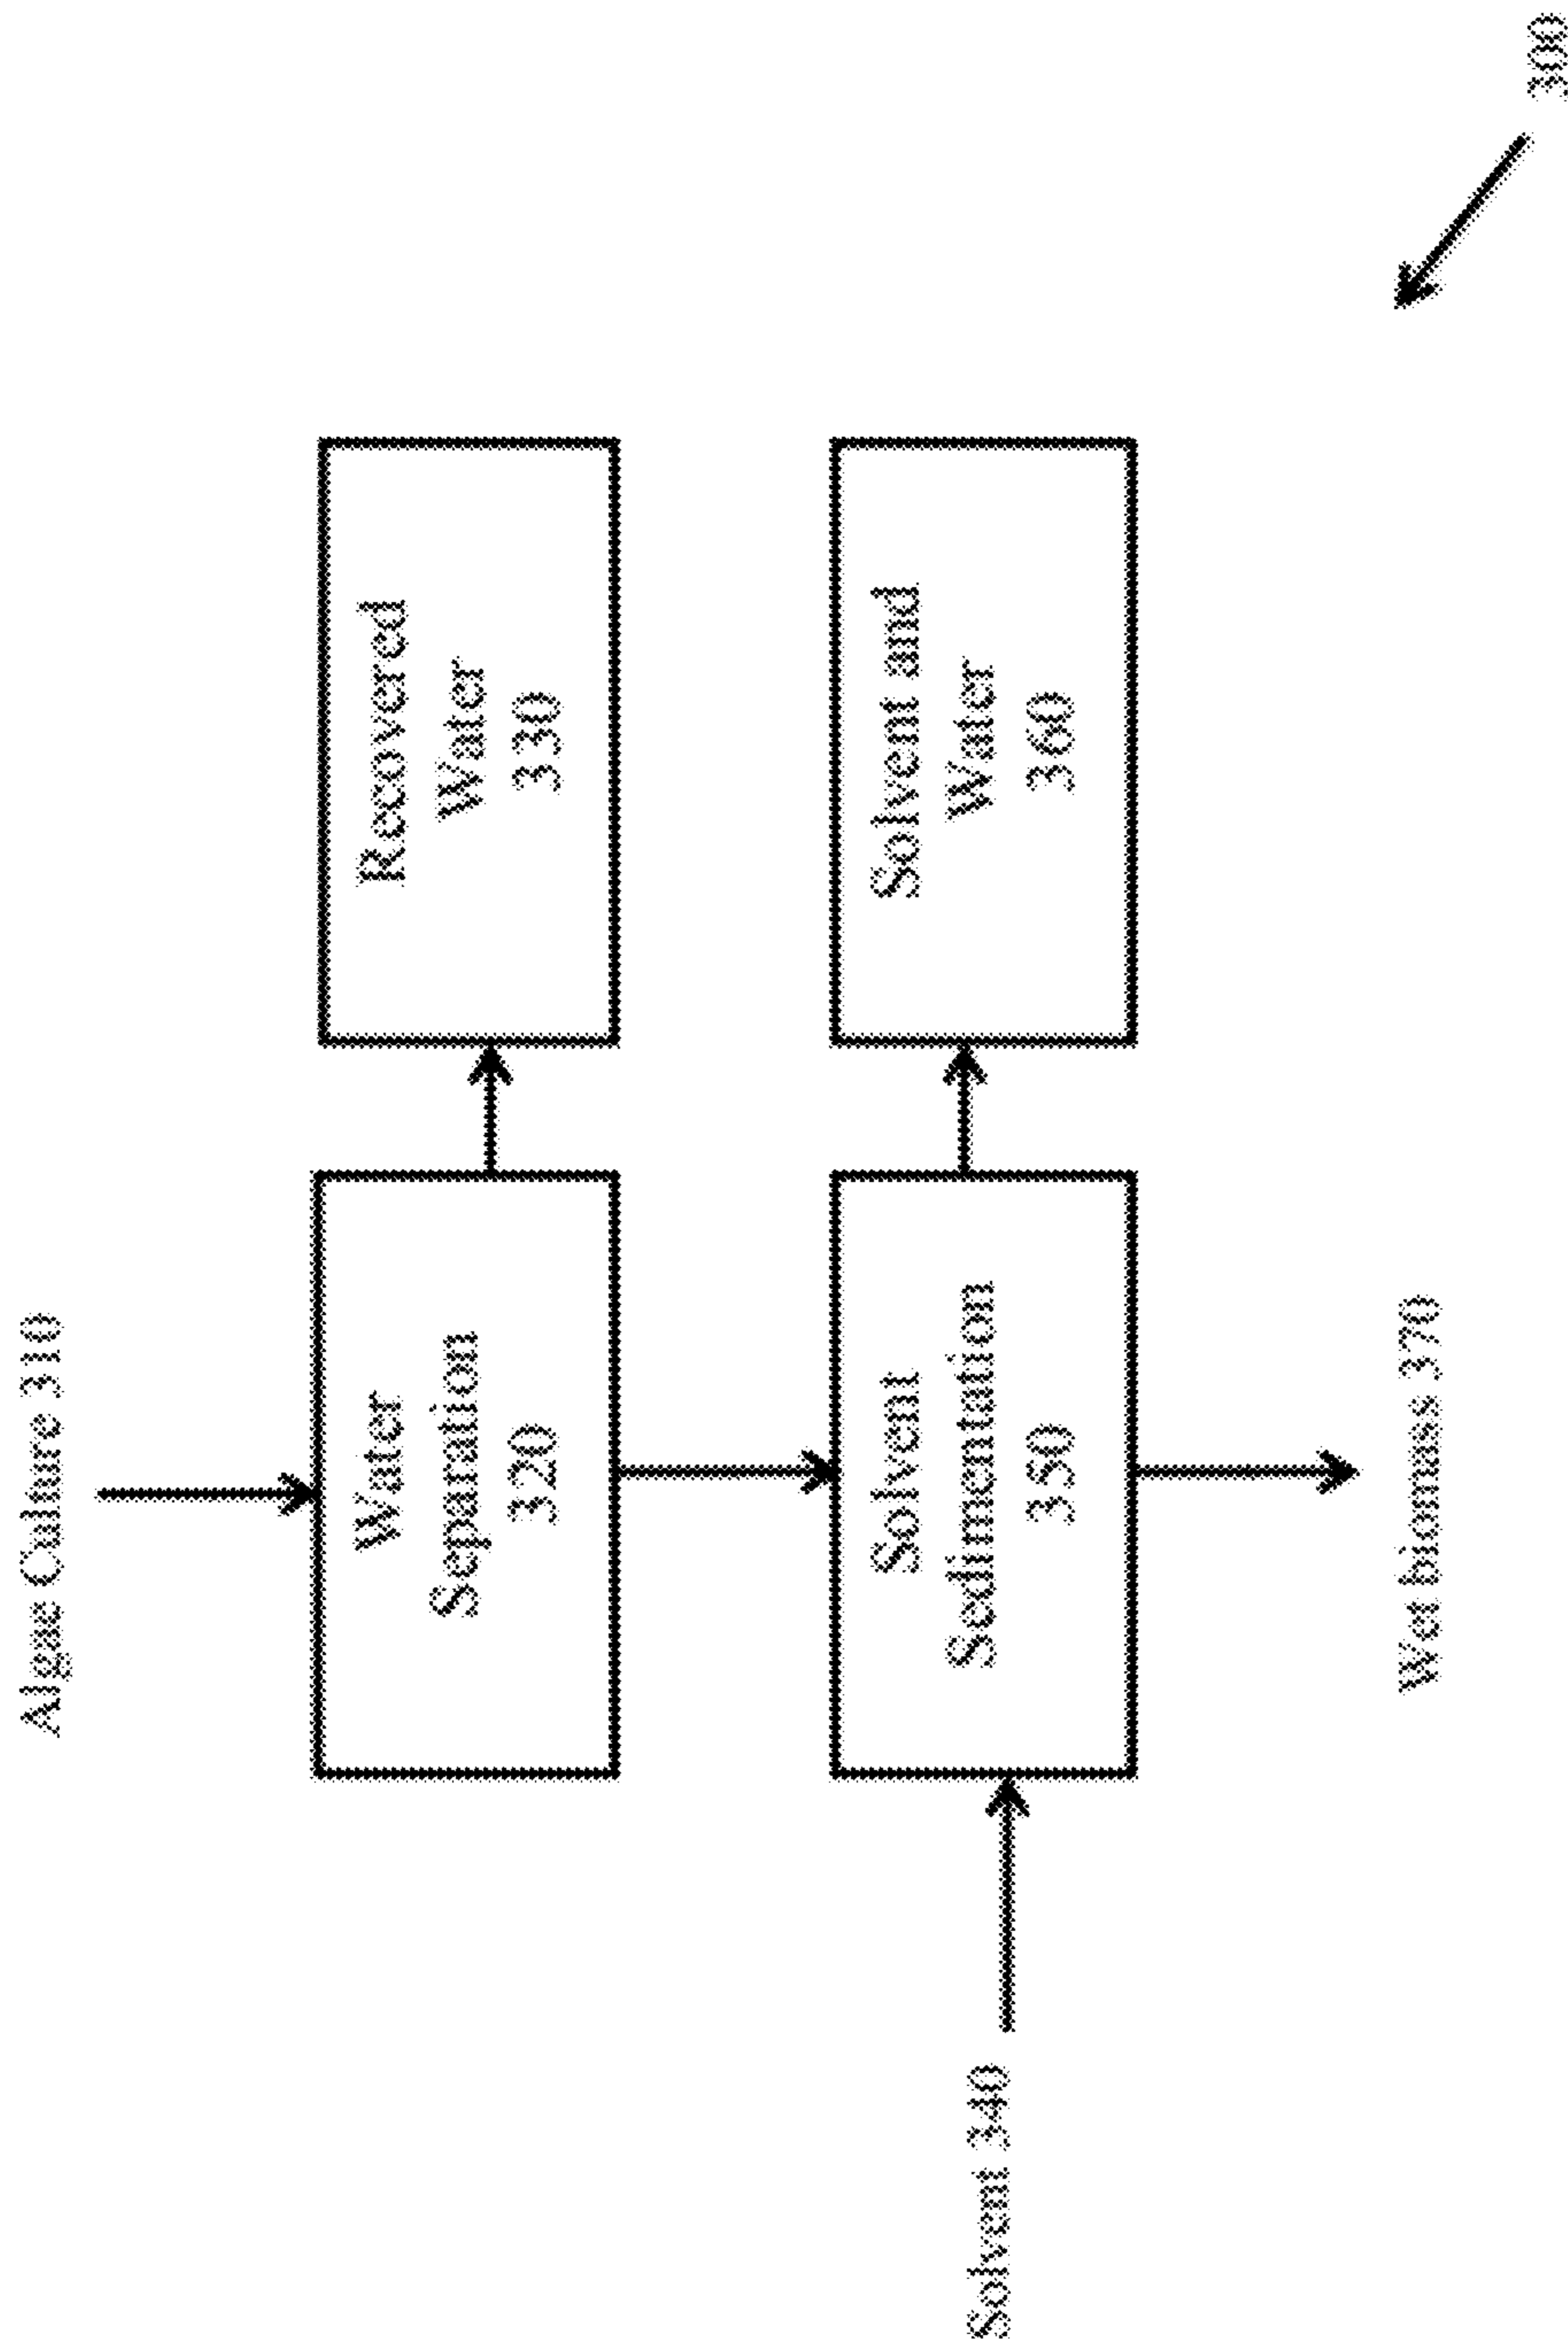 Algae Culture 310
Water
Separation
320
Recovered
Water
330
Solvent 340
Solvent
Sedimentation
350
Solvent and
Water
360
Wet biomass 370
300